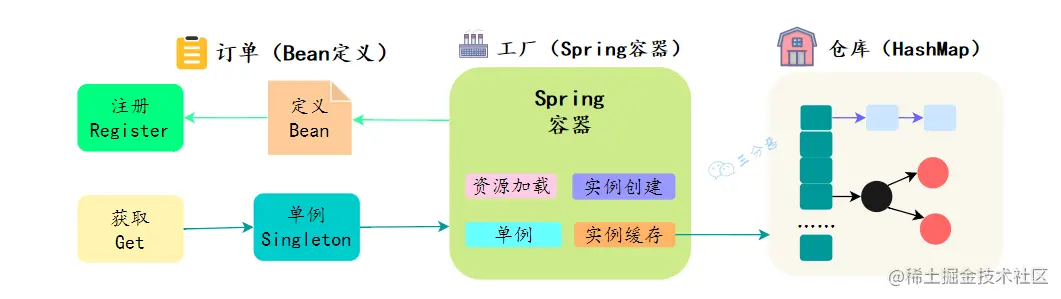 订单（Bean定义）
工厂（Spring容器）
仓库（HashMap）
注册
Register
定义
Bean
Spring
容器
资源加载
实例创建
单例
实例缓存
获取
Get
单例
Singleton
三分恶
......
@稀土掘金技术社区